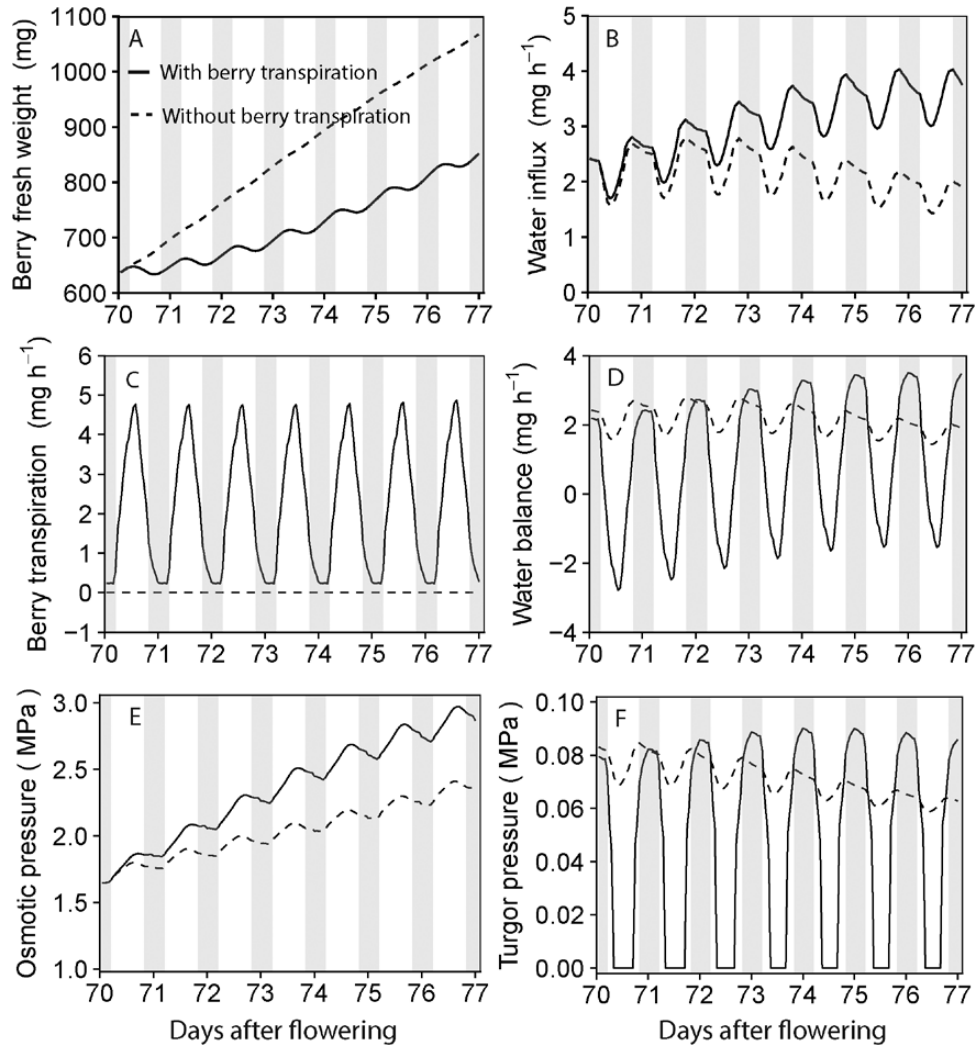 A
Berry fresh weight (mg)
1100
1000
900
800
700
600
With berry transpiration
Without berry transpiration
70 71 72 73 74 75 76 77
B
Water influx (mg h⁻¹)
5
4
3
2
1
0
70 71 72 73 74 75 76 77
C
Berry transpiration (mg h⁻¹)
6
5
4
3
2
1
0
−1
70 71 72 73 74 75 76 77
D
Water balance (mg h⁻¹)
4
2
0
−2
−4
70 71 72 73 74 75 76 77
E
Osmotic pressure ( MPa )
3.0
2.5
2.0
1.5
1.0
70 71 72 73 74 75 76 77
Days after flowering
F
Turgor pressure ( MPa )
0.10
0.08
0.06
0.04
0.02
0.00
70 71 72 73 74 75 76 77
Days after flowering